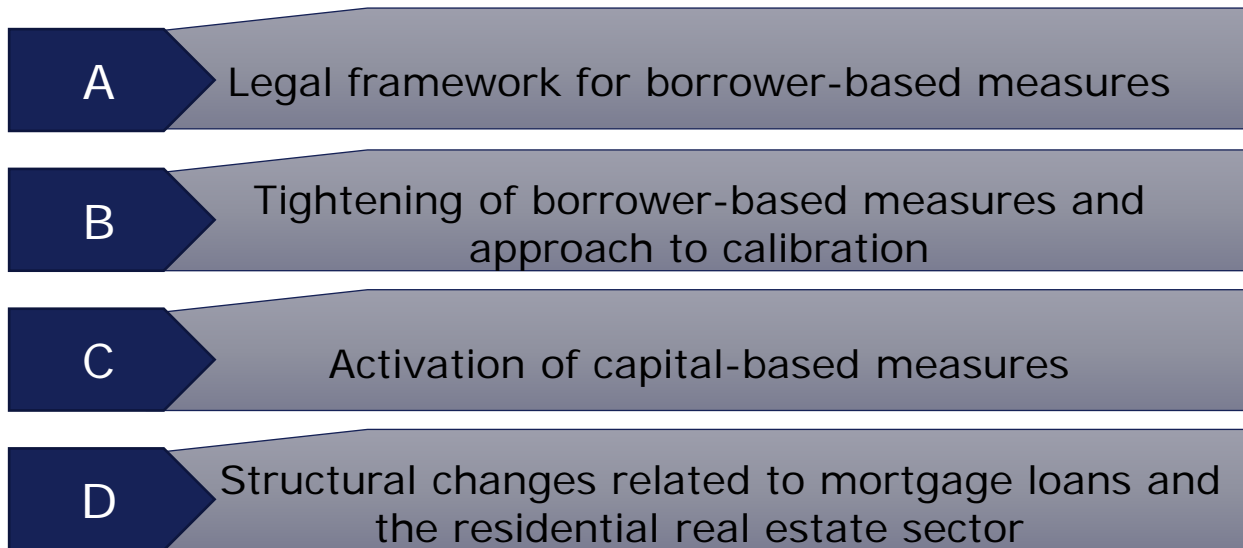 A
Legal framework for borrower-based measures
B
Tightening of borrower-based measures and
approach to calibration
C
Activation of capital-based measures
D
Structural changes related to mortgage loans and
the residential real estate sector